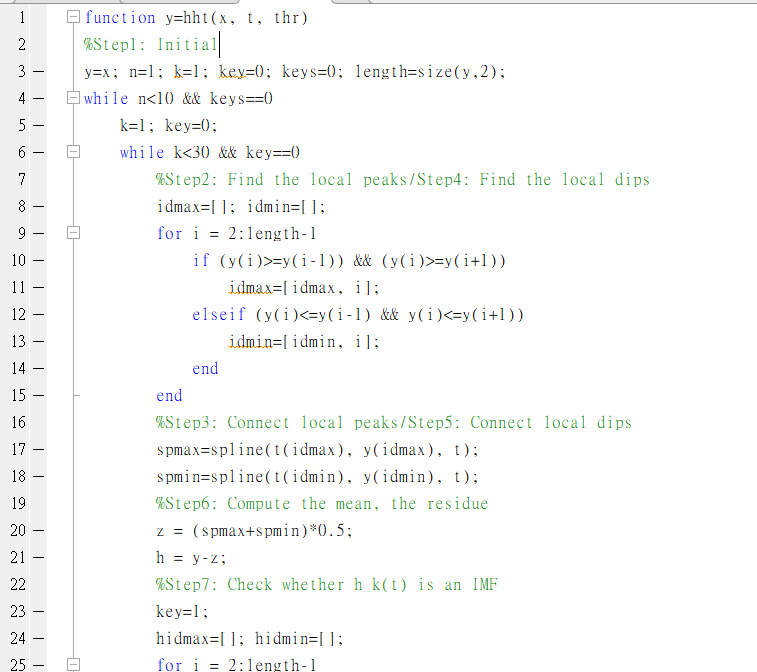 1 function y=hht(x, t, thr)
2 %Step1: Initial
3 — y=x; n=1; k=1; key=0; keys=0; length=size(y,2);
4 — while n<10 && keys==0
5 — k=1; key=0;
6 — while k<30 && key==0
7 %Step2: Find the local peaks/Step4: Find the local dips
8 — idmax=[]; idmin=[];
9 — for i = 2:length-1
10 — if (y(i)>=y(i-1)) && (y(i)>=y(i+1))
11 — idmax=[idmax, i];
12 — elseif (y(i)<=y(i-1) && y(i)<=y(i+1))
13 — idmin=[idmin, i];
14 — end
15 — end
16 %Step3: Connect local peaks/Step5: Connect local dips
17 — spmax=spline(t(idmax), y(idmax), t);
18 — spmin=spline(t(idmin), y(idmin), t);
19 %Step6: Compute the mean, the residue
20 — z = (spmax+spmin)*0.5;
21 — h = y-z;
22 %Step7: Check whether h_k(t) is an IMF
23 — key=1;
24 — hidmax=[]; hidmin=[];
25 — for i = 2:length-1